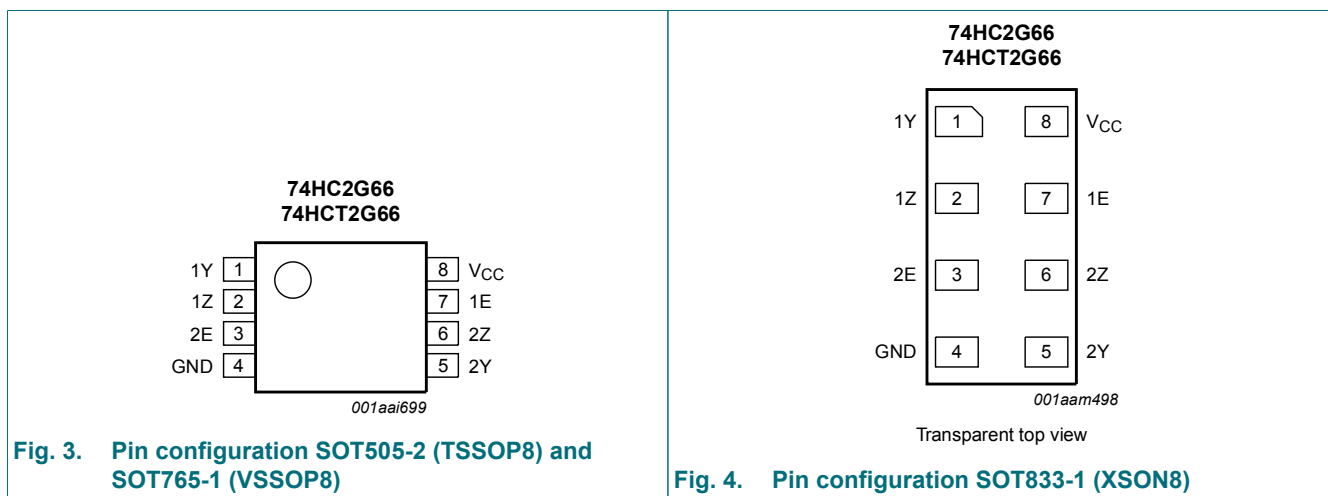 74HC2G66
74HCT2G66
1Y 1 8 VCC
1Z 2 7 1E
2E 3 6 2Z
GND 4 5 2Y
001aai699
Fig. 3. Pin configuration SOT505-2 (TSSOP8) and
SOT765-1 (VSSOP8)
74HC2G66
74HCT2G66
1Y 1 8 VCC
1Z 2 7 1E
2E 3 6 2Z
GND 4 5 2Y
001aam498
Transparent top view
Fig. 4. Pin configuration SOT833-1 (XSON8)